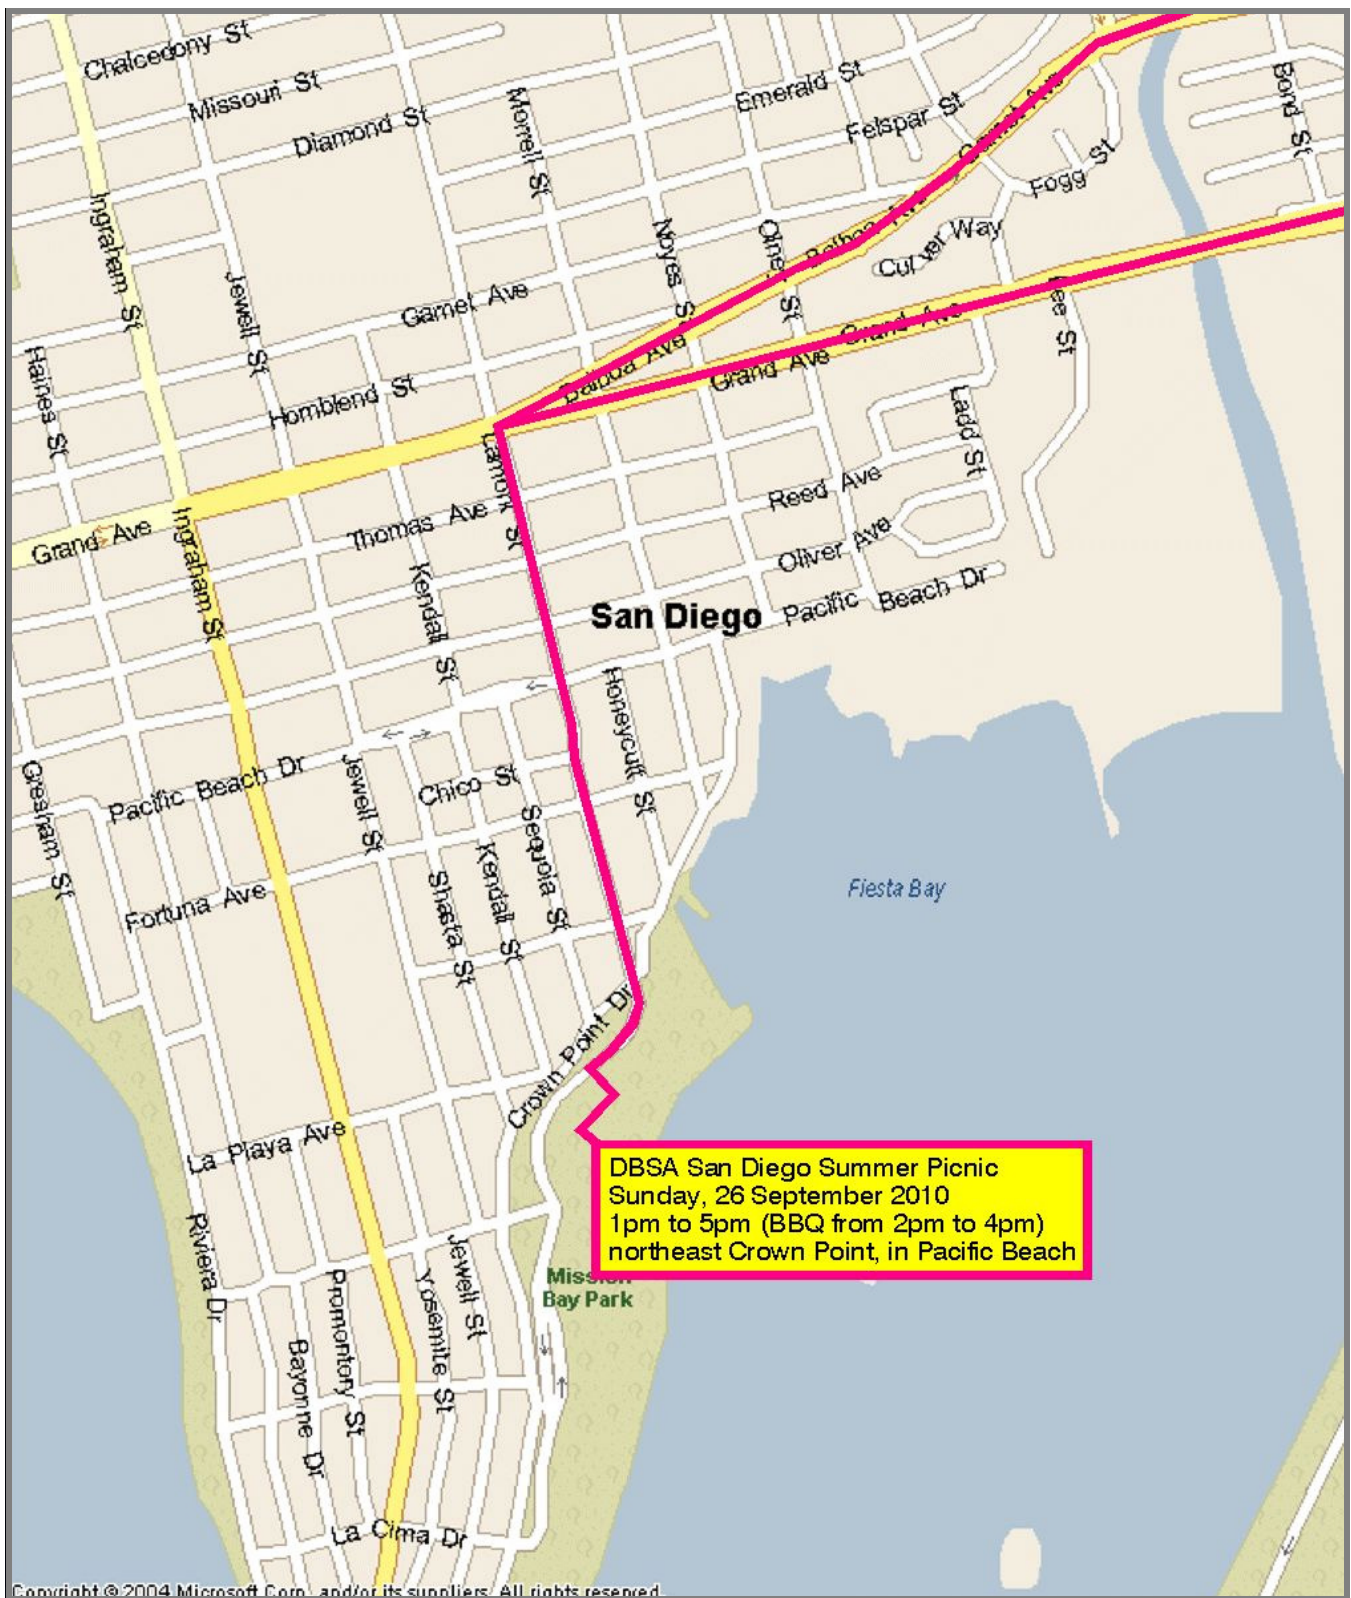 Chalcedony St
Missouri St
Diamond St
Morrell St
Emerald St
Felspar St
Bond St
Garnet Ave
Fogg St
Ingraham St
Jewell St
Noyes St
Olney St
Balboa Ave
Culver Way
Garnet Ave
Haines St
Hornblend St
Balboa Ave
Grand Ave
Grand Ave
Lee St
Ladd St
Lamont St
Grand Ave
Ingraham St
Thomas Ave
Reed Ave
Oliver Ave
Kendall St
San Diego
Pacific Beach Dr
Honeycutt St
Gresham St
Pacific Beach Dr
Jewell St
Chico St
Sequoia St
Kendall St
Shasta St
Fortuna Ave
Fiesta Bay
Crown Point Dr
La Playa Ave
DBSA San Diego Summer Picnic
Sunday, 26 September 2010
1pm to 5pm (BBQ from 2pm to 4pm)
northeast Crown Point, in Pacific Beach
Mission
Bay Park
Riviera Dr
Promontory St
Bayonne Dr
Yosemite St
Jewell St
La Cima Dr
Copyright © 2004 Microsoft Corp. and/or its suppliers. All rights reserved.